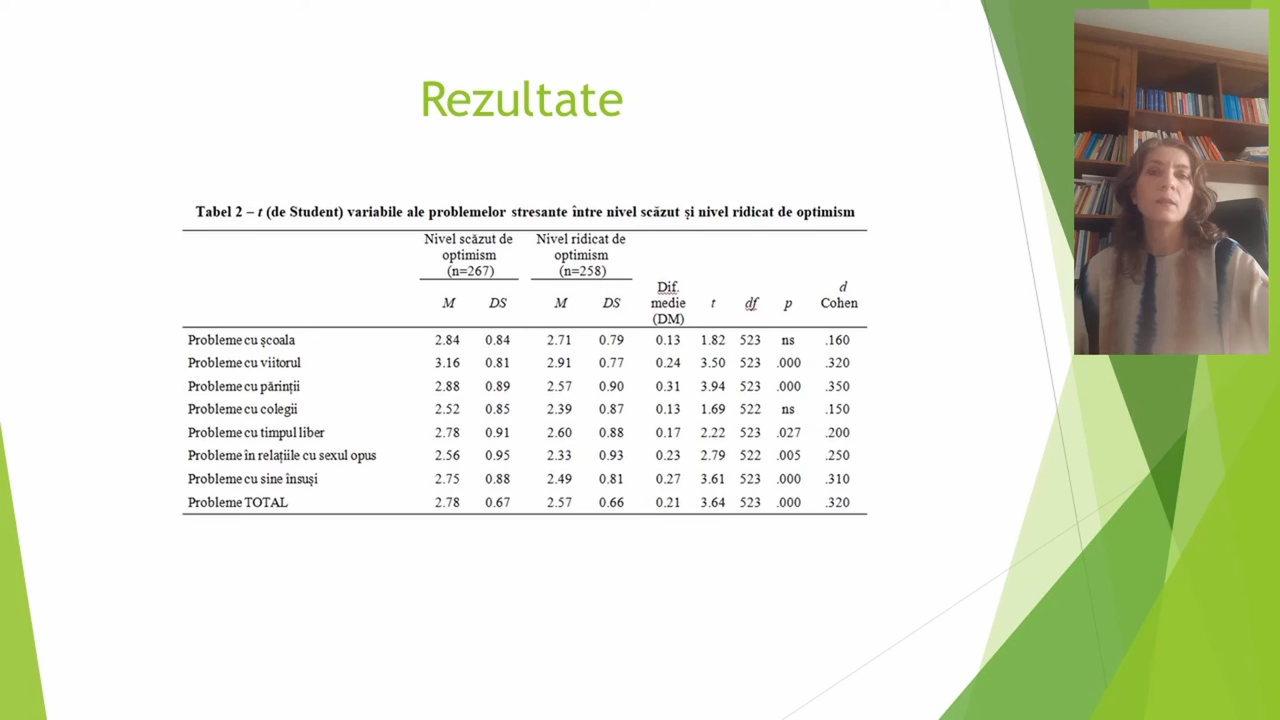 Rezultate
Tabel 2 – t (de Student) variabile ale problemelor stresante între nivel scăzut și nivel ridicat de optimism
Nivel scăzut de optimism (n=267) Nivel ridicat de optimism (n=258)
M DS M DS Dif. medie (DM) t df p d Cohen
Probleme cu școala 2.84 0.84 2.71 0.79 0.13 1.82 523 ns .160
Probleme cu viitorul 3.16 0.81 2.91 0.77 0.24 3.50 523 .000 .320
Probleme cu părinții 2.88 0.89 2.57 0.90 0.31 3.94 523 .000 .350
Probleme cu colegii 2.52 0.85 2.39 0.87 0.13 1.69 522 ns .150
Probleme cu timpul liber 2.78 0.91 2.60 0.88 0.17 2.22 523 .027 .200
Probleme în relațiile cu sexul opus 2.56 0.95 2.33 0.93 0.23 2.79 522 .005 .250
Probleme cu sine însuși 2.75 0.88 2.49 0.81 0.27 3.61 523 .000 .310
Probleme TOTAL 2.78 0.67 2.57 0.66 0.21 3.64 523 .000 .320